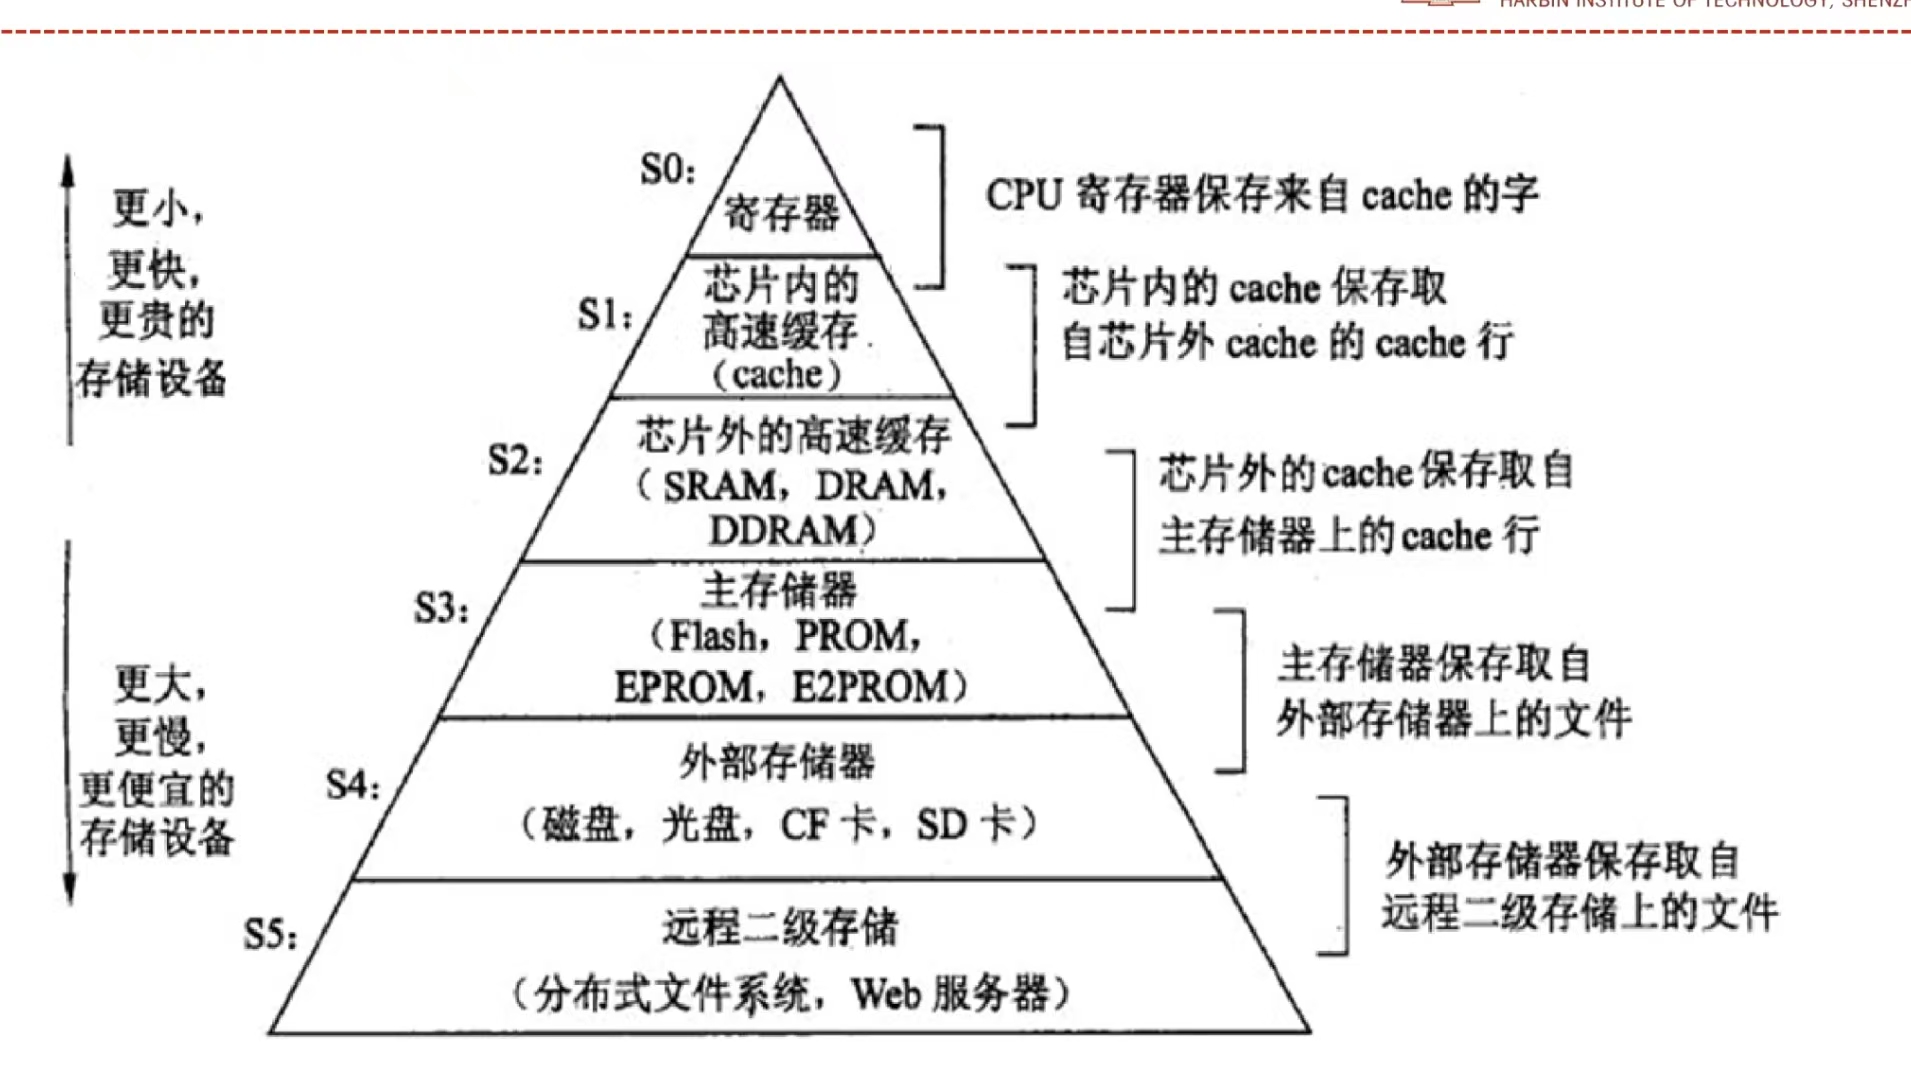 HARBIN INSTITUTE OF TECHNOLOGY, SHENZH
更小，
更快，
更贵的
存储设备
更大，
更慢，
更便宜的
存储设备
S0：
寄存器
S1：
芯片内的
高速缓存
（cache）
S2：
芯片外的高速缓存
（SRAM，DRAM，
DDRAM）
S3：
主存储器
（Flash，PROM，
EPROM，E2PROM）
S4：
外部存储器
（磁盘，光盘，CF 卡，SD 卡）
S5：
远程二级存储
（分布式文件系统，Web 服务器）
CPU 寄存器保存来自 cache 的字
芯片内的 cache 保存取
自芯片外 cache 的 cache 行
芯片外的cache保存取自
主存储器上的cache 行
主存储器保存取自
外部存储器上的文件
外部存储器保存取自
远程二级存储上的文件